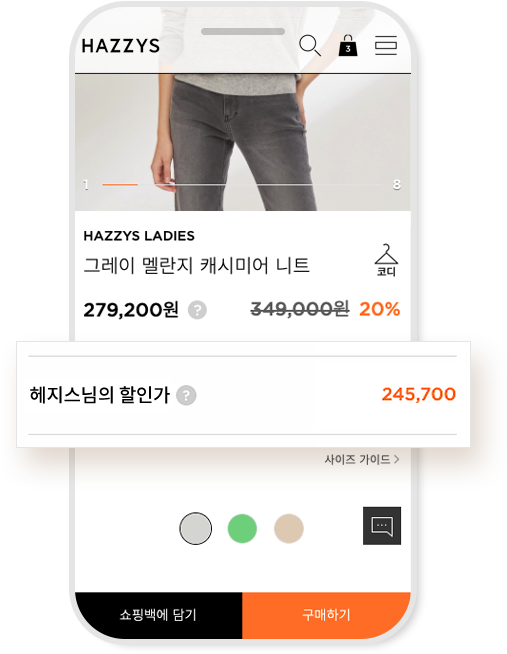 HAZZYS
3
1
8
HAZZYS LADIES
그레이 멜란지 캐시미어 니트
코디
279,200원 ? 349,000원 20%
헤지스님의 할인가 ? 245,700
사이즈 가이드 >
쇼핑백에 담기
구매하기